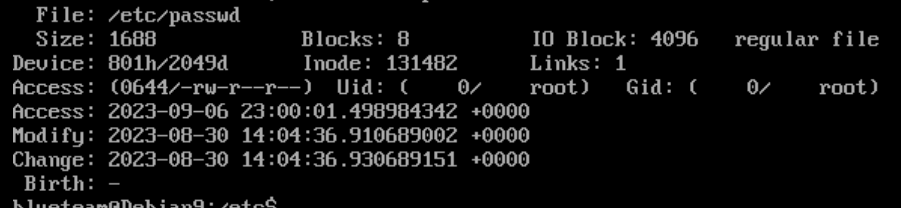 File: /etc/passwd
Size: 1688 Blocks: 8 IO Block: 4096 regular file
Device: 801h/2049d Inode: 131482 Links: 1
Access: (0644/-rw-r--r--) Uid: ( 0/ root) Gid: ( 0/ root)
Access: 2023-09-06 23:00:01.498984342 +0000
Modify: 2023-08-30 14:04:36.910689002 +0000
Change: 2023-08-30 14:04:36.930689151 +0000
Birth: -
blueteam@Debian9:/etc$